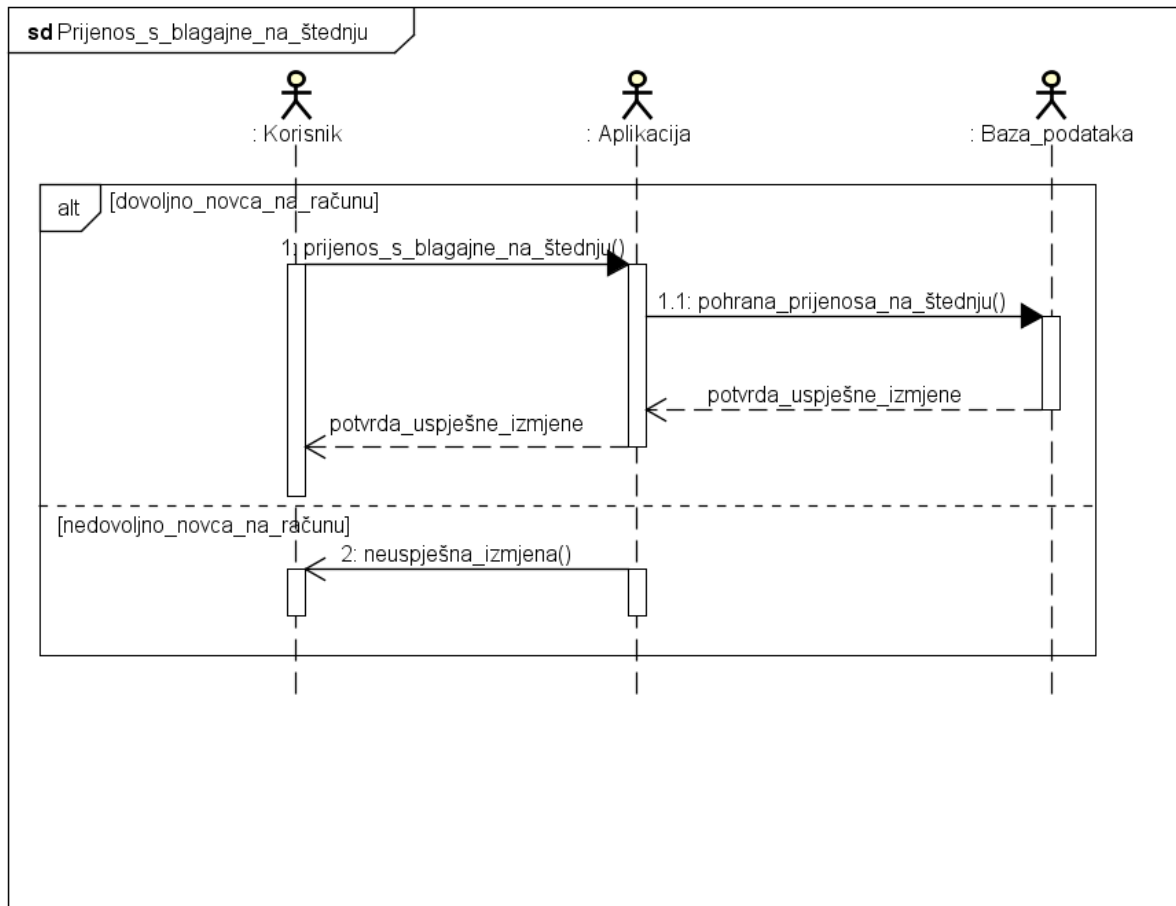 sd Prijenos_s_blagajne_na_štednju
: Korisnik
: Aplikacija
: Baza_podataka
alt
[dovoljno_novca_na_računu]
1: prijenos_s_blagajne_na_štednju()
1.1: pohrana_prijenosa_na_štednju()
potvrda_uspješne_izmjene
potvrda_uspješne_izmjene
[nedovoljno_novca_na_računu]
2: neuspješna_izmjena()